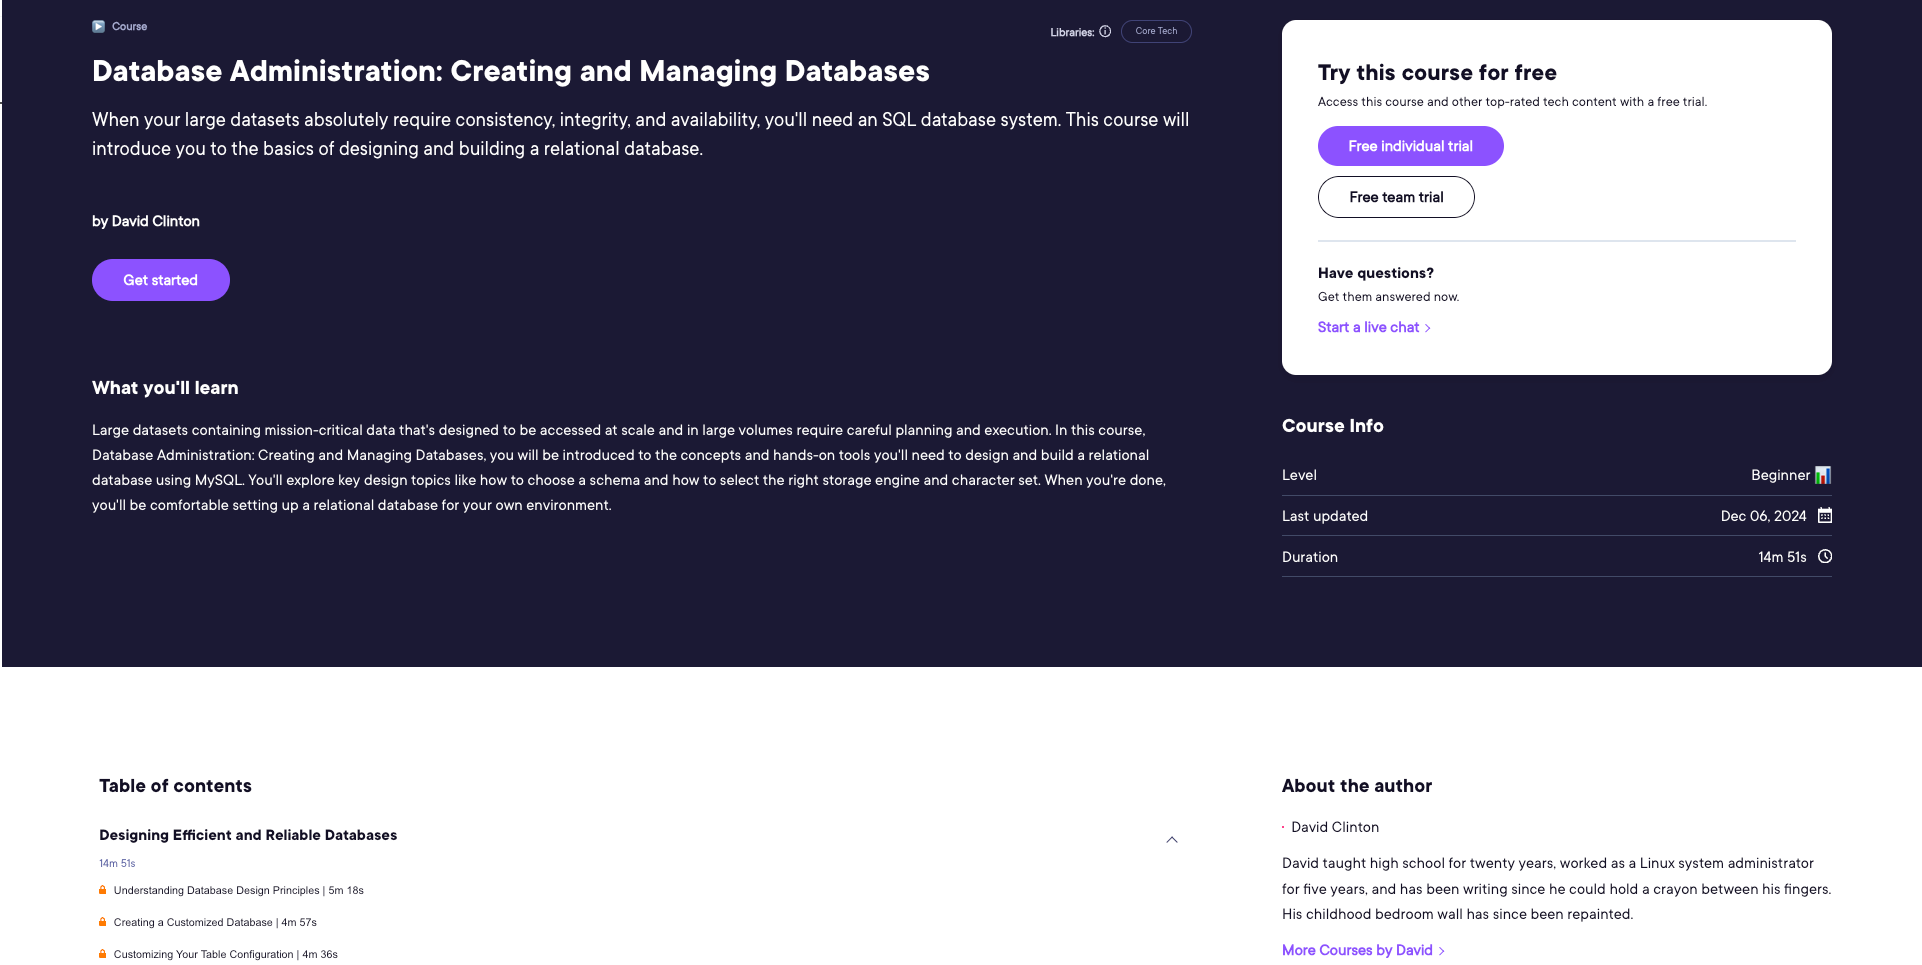 Course
Libraries:
Core Tech
Database Administration: Creating and Managing Databases
When your large datasets absolutely require consistency, integrity, and availability, you'll need an SQL database system. This course will
introduce you to the basics of designing and building a relational database.
by David Clinton
Get started
What you'll learn
Large datasets containing mission-critical data that's designed to be accessed at scale and in large volumes require careful planning and execution. In this course,
Database Administration: Creating and Managing Databases, you will be introduced to the concepts and hands-on tools you'll need to design and build a relational
database using MySQL. You'll explore key design topics like how to choose a schema and how to select the right storage engine and character set. When you're done,
you'll be comfortable setting up a relational database for your own environment.
Try this course for free
Access this course and other top-rated tech content with a free trial.
Free individual trial
Free team trial
Have questions?
Get them answered now.
Start a live chat
Course Info
Level Beginner
Last updated Dec 06, 2024
Duration 14m 51s
Table of contents
Designing Efficient and Reliable Databases
14m 51s
Understanding Database Design Principles | 5m 18s
Creating a Customized Database | 4m 57s
Customizing Your Table Configuration | 4m 36s
About the author
David Clinton
David taught high school for twenty years, worked as a Linux system administrator
for five years, and has been writing since he could hold a crayon between his fingers.
His childhood bedroom wall has since been repainted.
More Courses by David